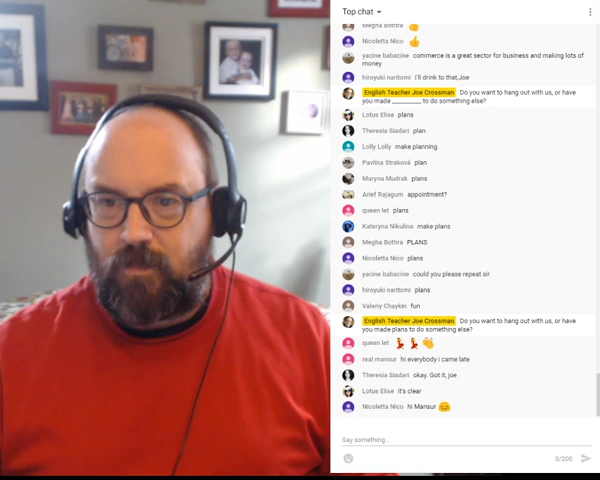 Top chat
Megha Bothra
Nicoletta Nico
yacine babacine commerce is a great sector for business and making lots of
money
hiroyuki naritomi I'll drink to that,Joe
English Teacher Joe Crossman Do you want to hang out with us, or have
you made __________ to do something else?
Lotus Elise plans
Theresia Siadari plan
Lolly Lolly make planning
Pavlína Straková plan
Maryna Mudrak plans
Arief Rajagum appointment?
queen let plans
Kateryna Nikulina make plans
Megha Bothra PLANS
Nicoletta Nico plans
yacine babacine could you please repeat sir
hiroyuki naritomi plans
Valeriy Chaykin fun
English Teacher Joe Crossman Do you want to hang out with us, or have
you made plans to do something else?
queen let
real mansur hi everybody i came late
Theresia Siadari okay. Got it, joe
Lotus Elise it's clear
Nicoletta Nico hi Mansur
Say something...
0/200